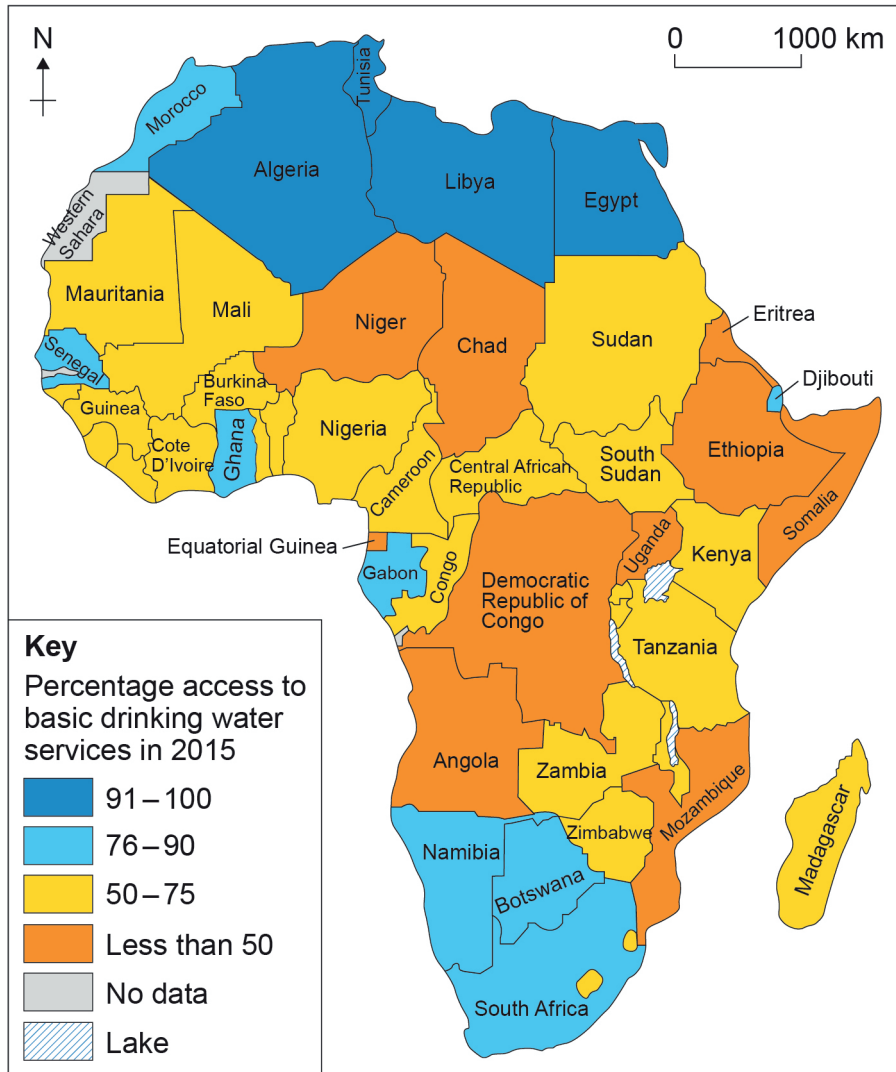 N
0 1000 km
Tunisia
Morocco
Algeria
Libya
Egypt
Western
Sahara
Mauritania
Mali
Niger
Chad
Sudan
Eritrea
Senegal
Djibouti
Burkina
Faso
Guinea
Nigeria
Ghana
Cote
D'Ivoire
Cameroon
Central African
Republic
South
Sudan
Ethiopia
Somalia
Equatorial Guinea
Uganda
Kenya
Gabon
Congo
Democratic
Republic of
Congo
Tanzania
Angola
Zambia
Mozambique
Zimbabwe
Madagascar
Namibia
Botswana
South Africa
Key
Percentage access to
basic drinking water
services in 2015
91–100
76–90
50–75
Less than 50
No data
Lake